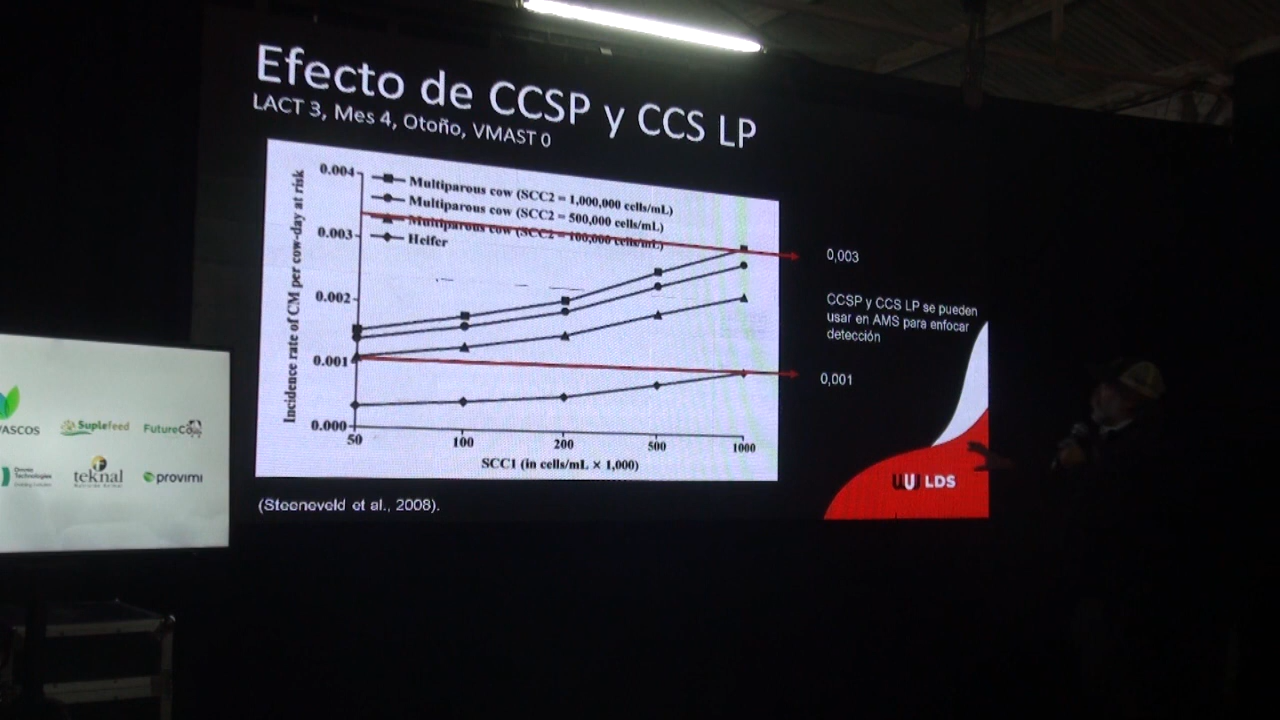 Efecto de CCSP y CCS LP
LACT 3, Mes 4, Otoño, VMAST 0
Incidence rate of CM per cow-day at risk
0.004
0.003
0.002
0.001
0.000
Multiparous cow (SCC2 = 1,000,000 cells/mL)
Multiparous cow (SCC2 = 500,000 cells/mL)
Multiparous cow (SCC2 = 100,000 cells/mL)
Heifer
50
100
200
500
1000
SCC1 (in cells/mL × 1,000)
0,003
CCSP y CCS LP se pueden
usar en AMS para enfocar
detección
0,001
(Steeneveld et al., 2008).
LDS
VASCOS
Suplefeed
FutureCow
Technologies
teknal
provimi